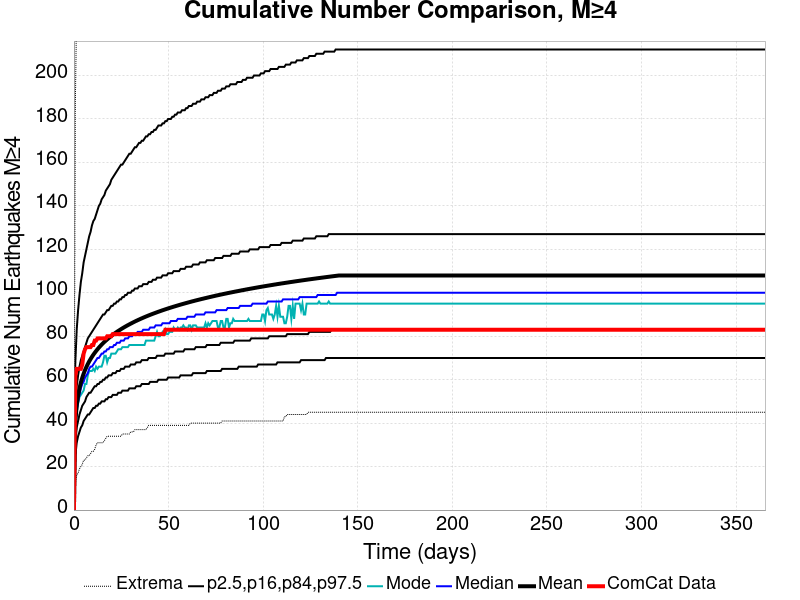 Cumulative Number Comparison, M≥4
Cumulative Num Earthquakes M≥4
200
180
160
140
120
100
80
60
40
20
0
0 50 100 150 200 250 300 350
Time (days)
Extrema p2.5,p16,p84,p97.5 Mode Median Mean ComCat Data